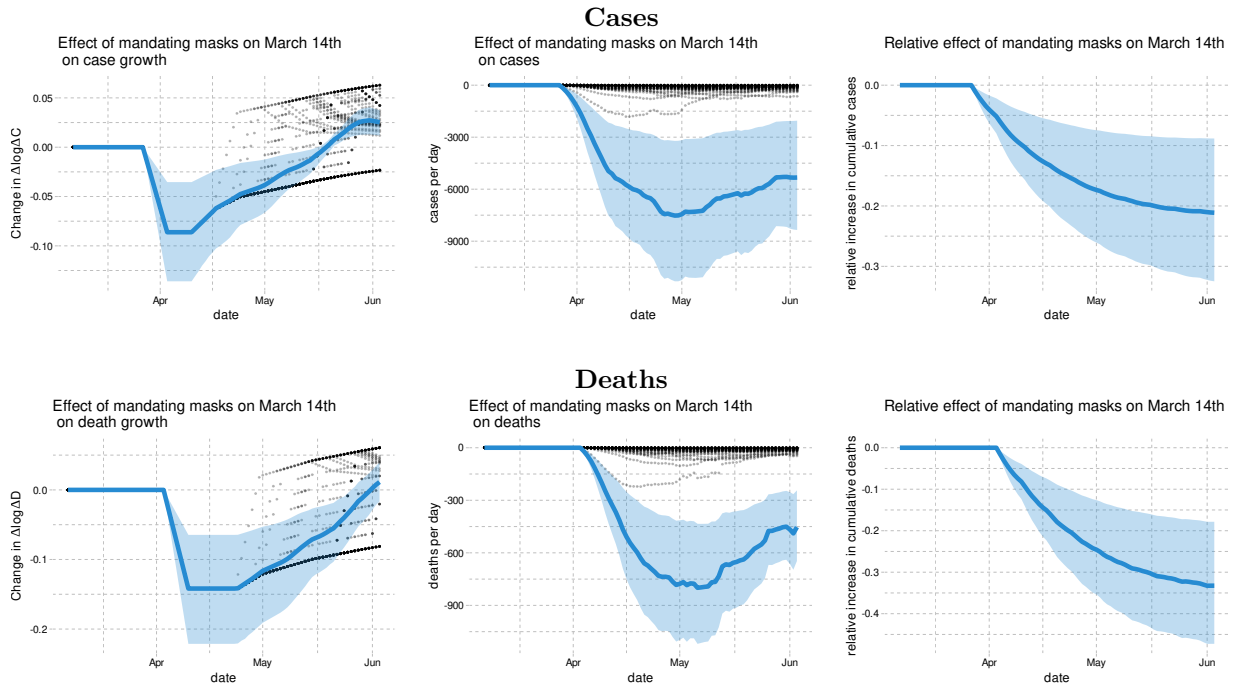 Cases
Effect of mandating masks on March 14th
on case growth
Change in ΔlogΔC
0.05
0.00
-0.05
-0.10
Apr
May
Jun
date
Effect of mandating masks on March 14th
on cases
cases per day
0
-3000
-6000
-9000
Apr
May
Jun
date
Relative effect of mandating masks on March 14th
relative increase in cumulative cases
0.0
-0.1
-0.2
-0.3
Apr
May
Jun
date
Deaths
Effect of mandating masks on March 14th
on death growth
Change in ΔlogΔD
0.0
-0.1
-0.2
Apr
May
Jun
date
Effect of mandating masks on March 14th
on deaths
deaths per day
0
-300
-600
-900
Apr
May
Jun
date
Relative effect of mandating masks on March 14th
relative increase in cumulative deaths
0.0
-0.1
-0.2
-0.3
-0.4
Apr
May
Jun
date